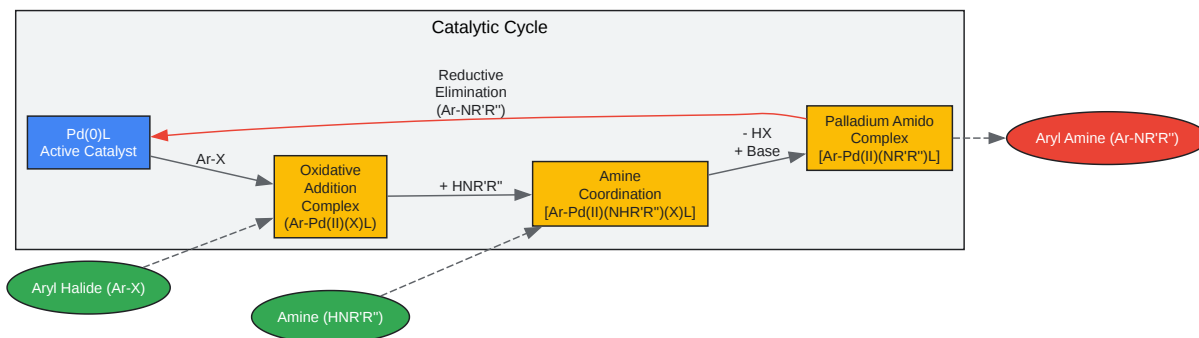 Catalytic Cycle
Reductive
Elimination
(Ar-NR'R'')
Pd(0)L
Active Catalyst
Ar-X
Oxidative
Addition
Complex
(Ar-Pd(II)(X)L)
+ HNR'R''
Amine
Coordination
[Ar-Pd(II)(NHR'R'')(X)L]
- HX
+ Base
Palladium Amido
Complex
[Ar-Pd(II)(NR'R'')L]
Aryl Amine (Ar-NR'R'')
Aryl Halide (Ar-X)
Amine (HNR'R'')